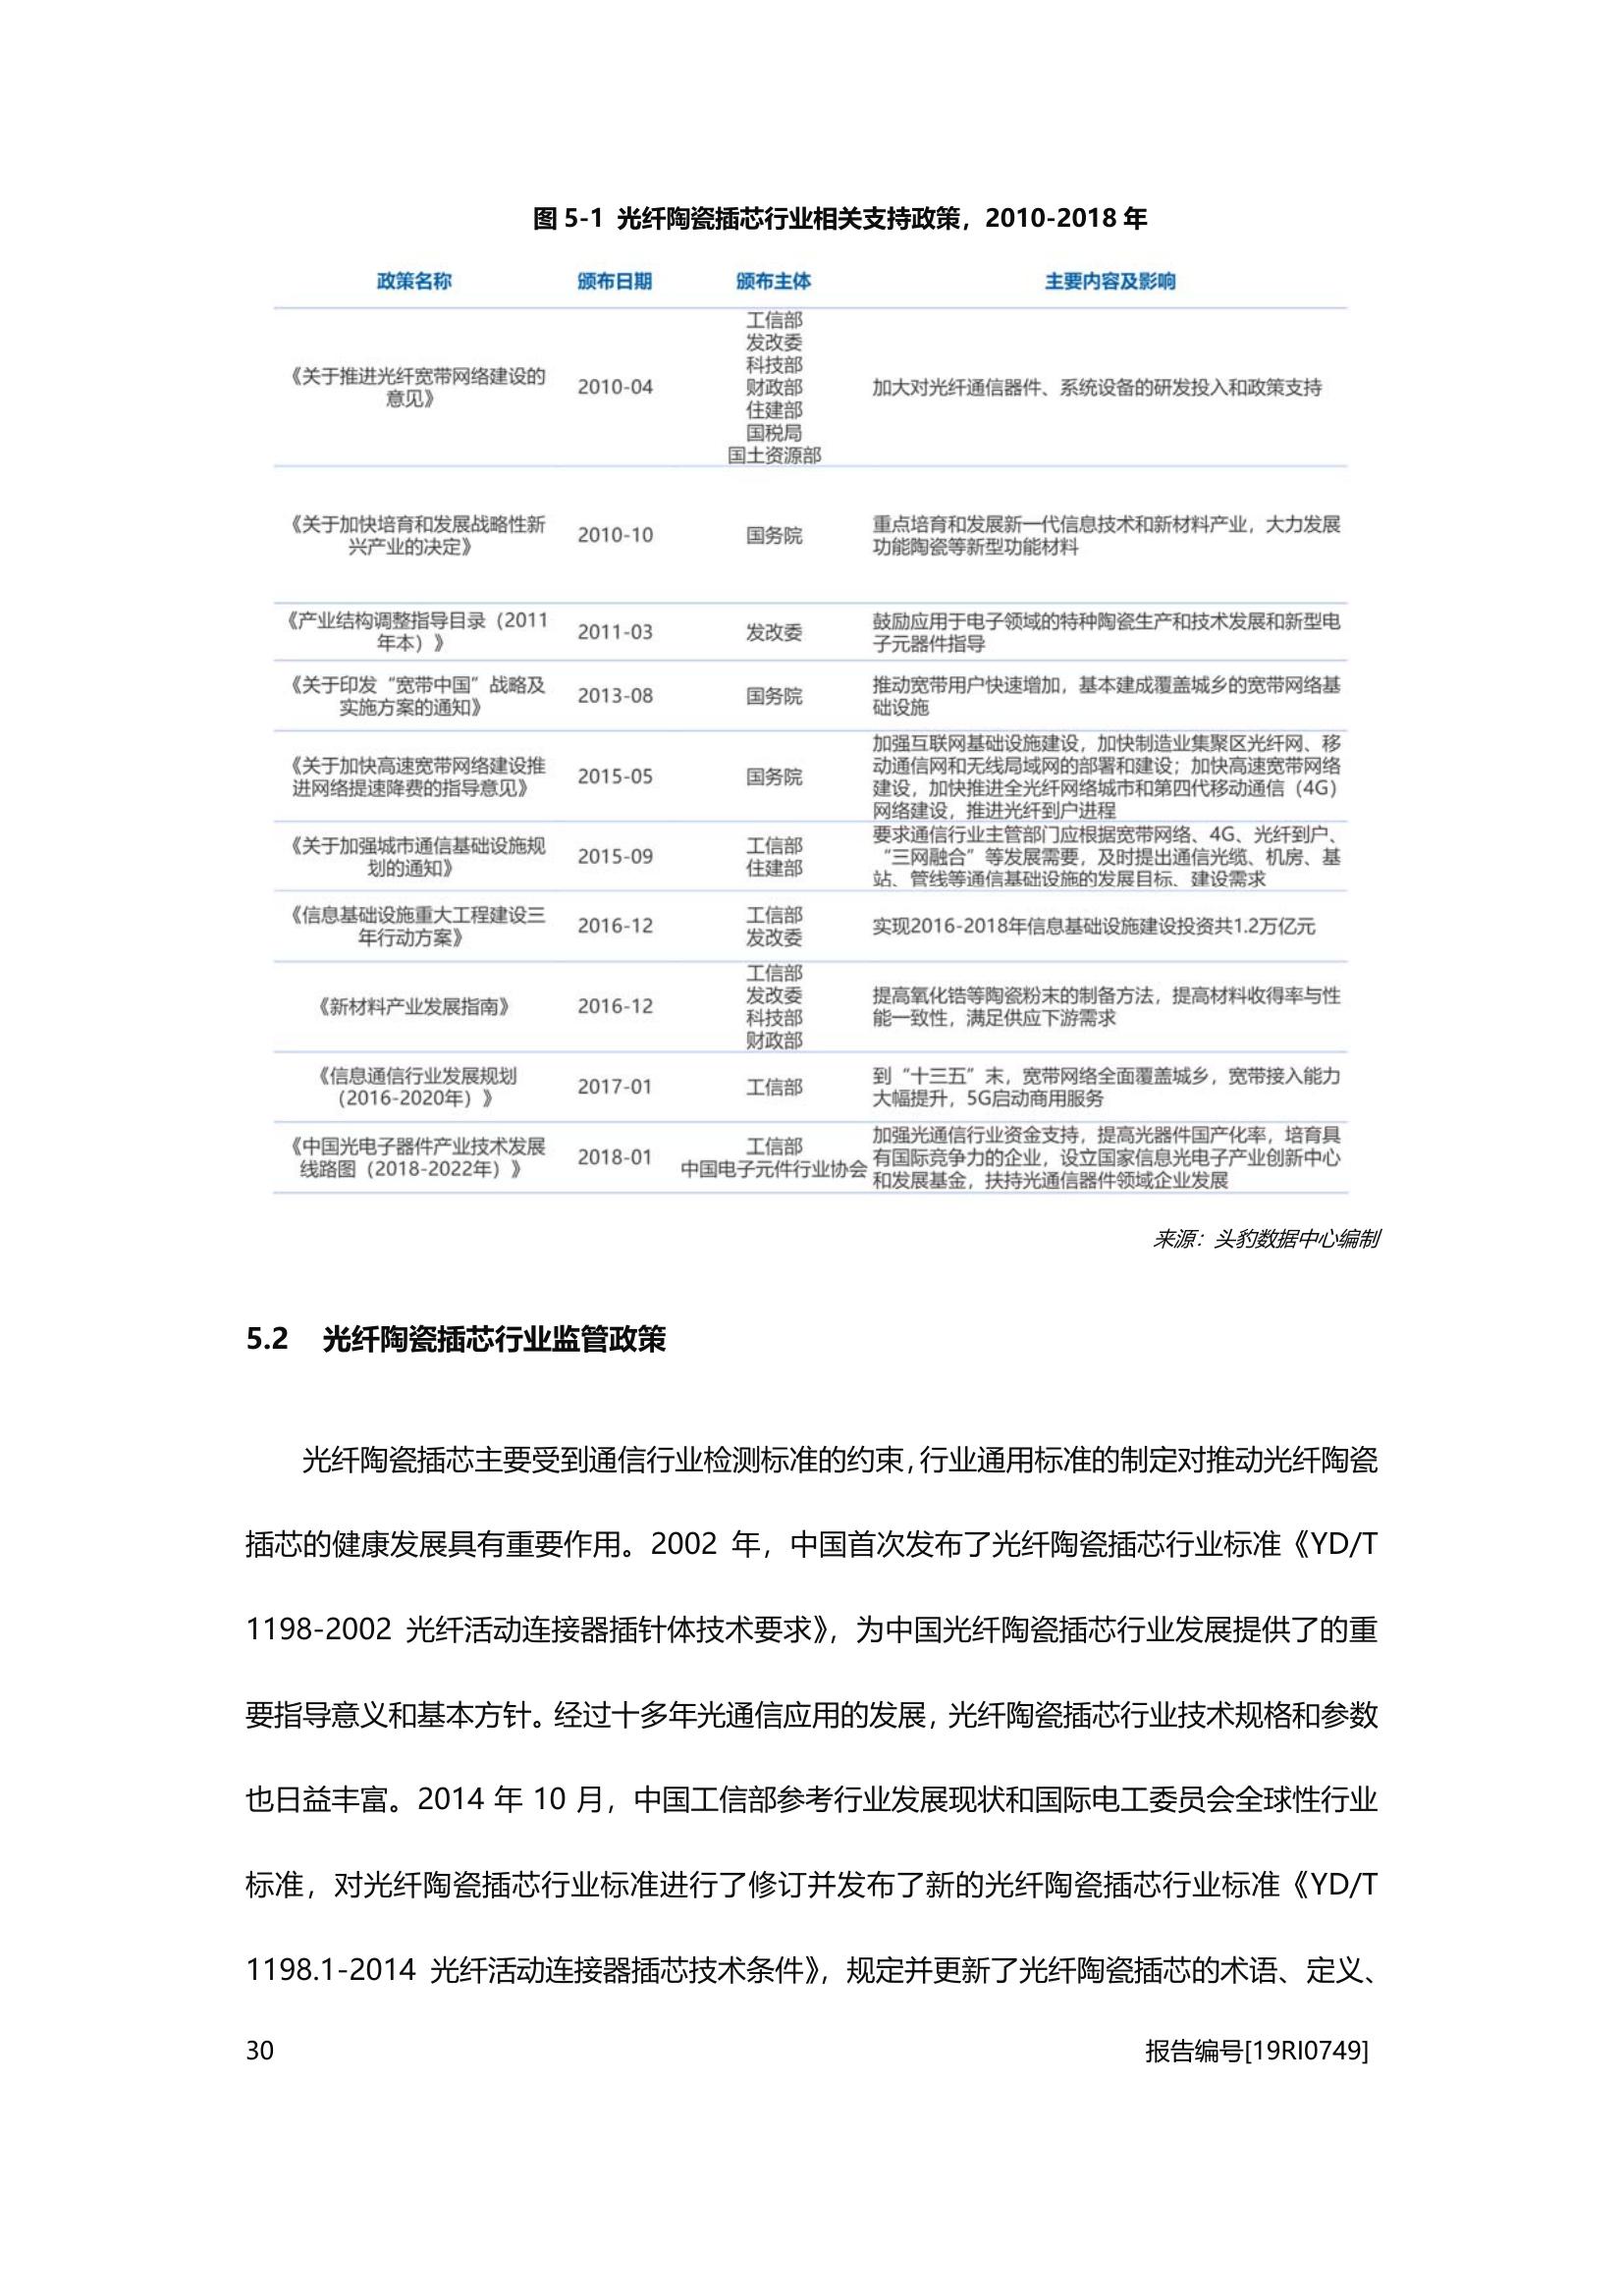 图 5-1 光纤陶瓷插芯行业相关支持政策，2010-2018 年
政策名称 颁布日期 颁布主体 主要内容及影响
《关于推进光纤宽带网络建设的
意见》
2010-04
工信部
发改委
科技部
财政部
住建部
国税局
国土资源部
加大对光纤通信器件、系统设备的研发投入和政策支持
《关于加快培育和发展战略性新
兴产业的决定》
2010-10
国务院
重点培育和发展新一代信息技术和新材料产业，大力发展
功能陶瓷等新型功能材料
《产业结构调整指导目录（2011
年本）》
2011-03
发改委
鼓励应用于电子领域的特种陶瓷生产和技术发展和新型电
子元器件指导
《关于印发“宽带中国”战略及
实施方案的通知》
2013-08
国务院
推动宽带用户快速增加，基本建成覆盖城乡的宽带网络基
础设施
《关于加快高速宽带网络建设推
进网络提速降费的指导意见》
2015-05
国务院
加强互联网基础设施建设，加快制造业集聚区光纤网、移
动通信网和无线局域网的部署和建设；加快高速宽带网络
建设，加快推进全光纤网络城市和第四代移动通信（4G）
网络建设，推进光纤到户进程
《关于加强城市通信基础设施规
划的通知》
2015-09
工信部
住建部
要求通信行业主管部门应根据宽带网络、4G、光纤到户、
“三网融合”等发展需要，及时提出通信光缆、机房、基
站、管线等通信基础设施的发展目标、建设需求
《信息基础设施重大工程建设三
年行动方案》
2016-12
工信部
发改委
实现2016-2018年信息基础设施建设投资共1.2万亿元
《新材料产业发展指南》
2016-12
工信部
发改委
科技部
财政部
提高氧化锆等陶瓷粉末的制备方法，提高材料收得率与性
能一致性，满足供应下游需求
《信息通信行业发展规划
（2016-2020年）》
2017-01
工信部
到“十三五”末，宽带网络全面覆盖城乡，宽带接入能力
大幅提升，5G启动商用服务
《中国光电子器件产业技术发展
线路图（2018-2022年）》
2018-01
工信部
中国电子元件行业协会
加强光通信行业资金支持，提高光器件国产化率，培育具
有国际竞争力的企业，设立国家信息光电子产业创新中心
和发展基金，扶持光通信器件领域企业发展
来源：头豹数据中心编制
5.2 光纤陶瓷插芯行业监管政策
光纤陶瓷插芯主要受到通信行业检测标准的约束，行业通用标准的制定对推动光纤陶瓷
插芯的健康发展具有重要作用。2002 年，中国首次发布了光纤陶瓷插芯行业标准《YD/T
1198-2002 光纤活动连接器插针体技术要求》，为中国光纤陶瓷插芯行业发展提供了的重
要指导意义和基本方针。经过十多年光通信应用的发展，光纤陶瓷插芯行业技术规格和参数
也日益丰富。2014 年 10 月，中国工信部参考行业发展现状和国际电工委员会全球性行业
标准，对光纤陶瓷插芯行业标准进行了修订并发布了新的光纤陶瓷插芯行业标准《YD/T
1198.1-2014 光纤活动连接器插芯技术条件》，规定并更新了光纤陶瓷插芯的术语、定义、
30 报告编号[19RI0749]